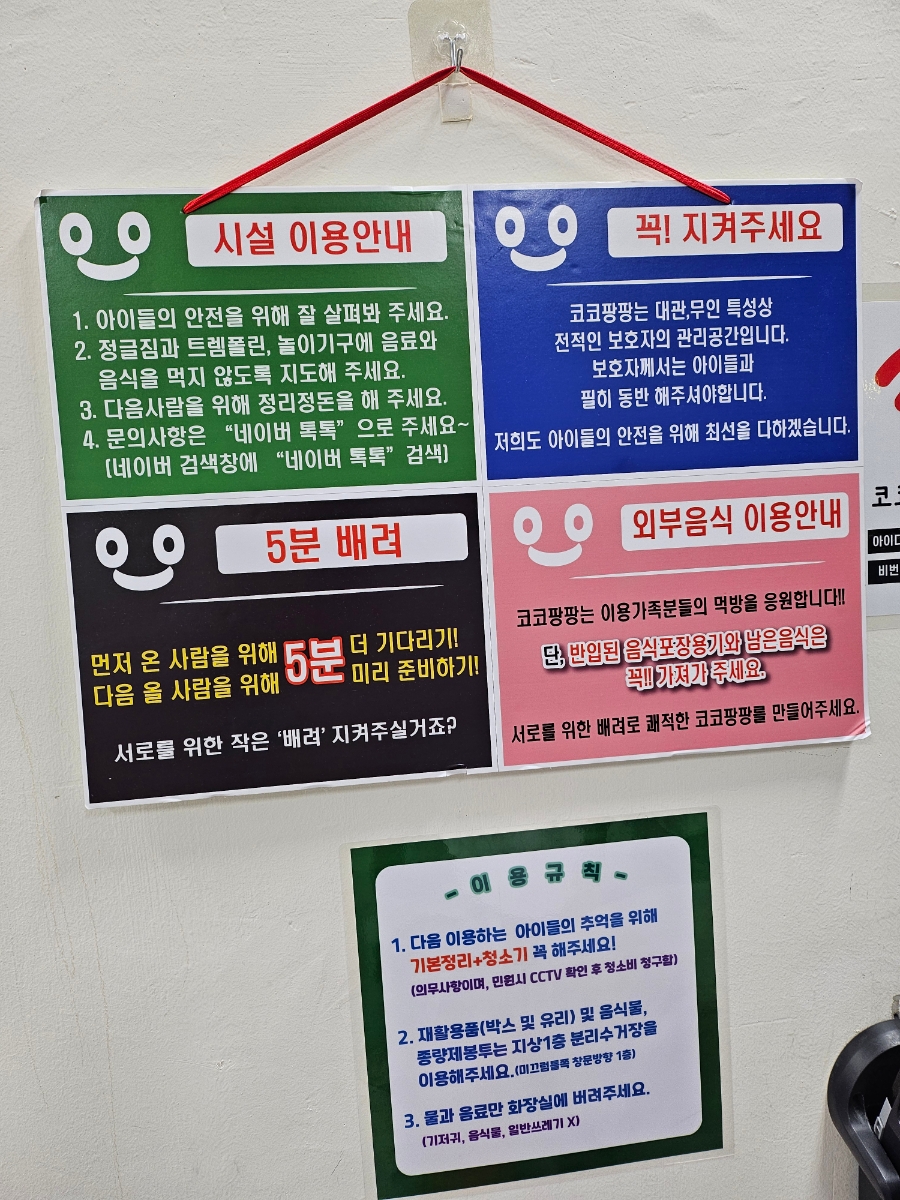 시설 이용안내
1. 아이들의 안전을 위해 잘 살펴봐 주세요.
2. 정글짐과 트렘폴린, 놀이기구에 음료와
음식을 먹지 않도록 지도해 주세요.
3. 다음사람을 위해 정리정돈을 해 주세요.
4. 문의사항은 “네이버 톡톡” 으로 주세요~
(네이버 검색창에 “네이버 톡톡” 검색)
꼭! 지켜주세요
코코팡팡는 대관,무인 특성상
전적인 보호자의 관리공간입니다.
보호자께서는 아이들과
필히 동반 해주셔야합니다.
저희도 아이들의 안전을 위해 최선을 다하겠습니다.
5분 배려
먼저 온 사람을 위해 5분 더 기다리기!
다음 올 사람을 위해 미리 준비하기!
서로를 위한 작은 ‘배려’ 지켜주실거죠?
외부음식 이용안내
코코팡팡는 이용가족분들의 먹방을 응원합니다!!
단, 반입된 음식포장용기와 남은음식은
꼭!! 가져가 주세요.
서로를 위한 배려로 쾌적한 코코팡팡를 만들어주세요.
- 이 용 규 칙 -
1. 다음 이용하는 아이들의 추억을 위해
기본정리+청소기 꼭 해주세요!
(의무사항이며, 민원시 CCTV 확인 후 청소비 청구함)
2. 재활용품(박스 및 유리) 및 음식물,
종량제봉투는 지상1층 분리수거장을
이용해주세요.(미끄럼틀쪽 창문방향 1층)
3. 물과 음료만 화장실에 버려주세요.
(기저귀, 음식물, 일반쓰레기 X)
아이디
비번